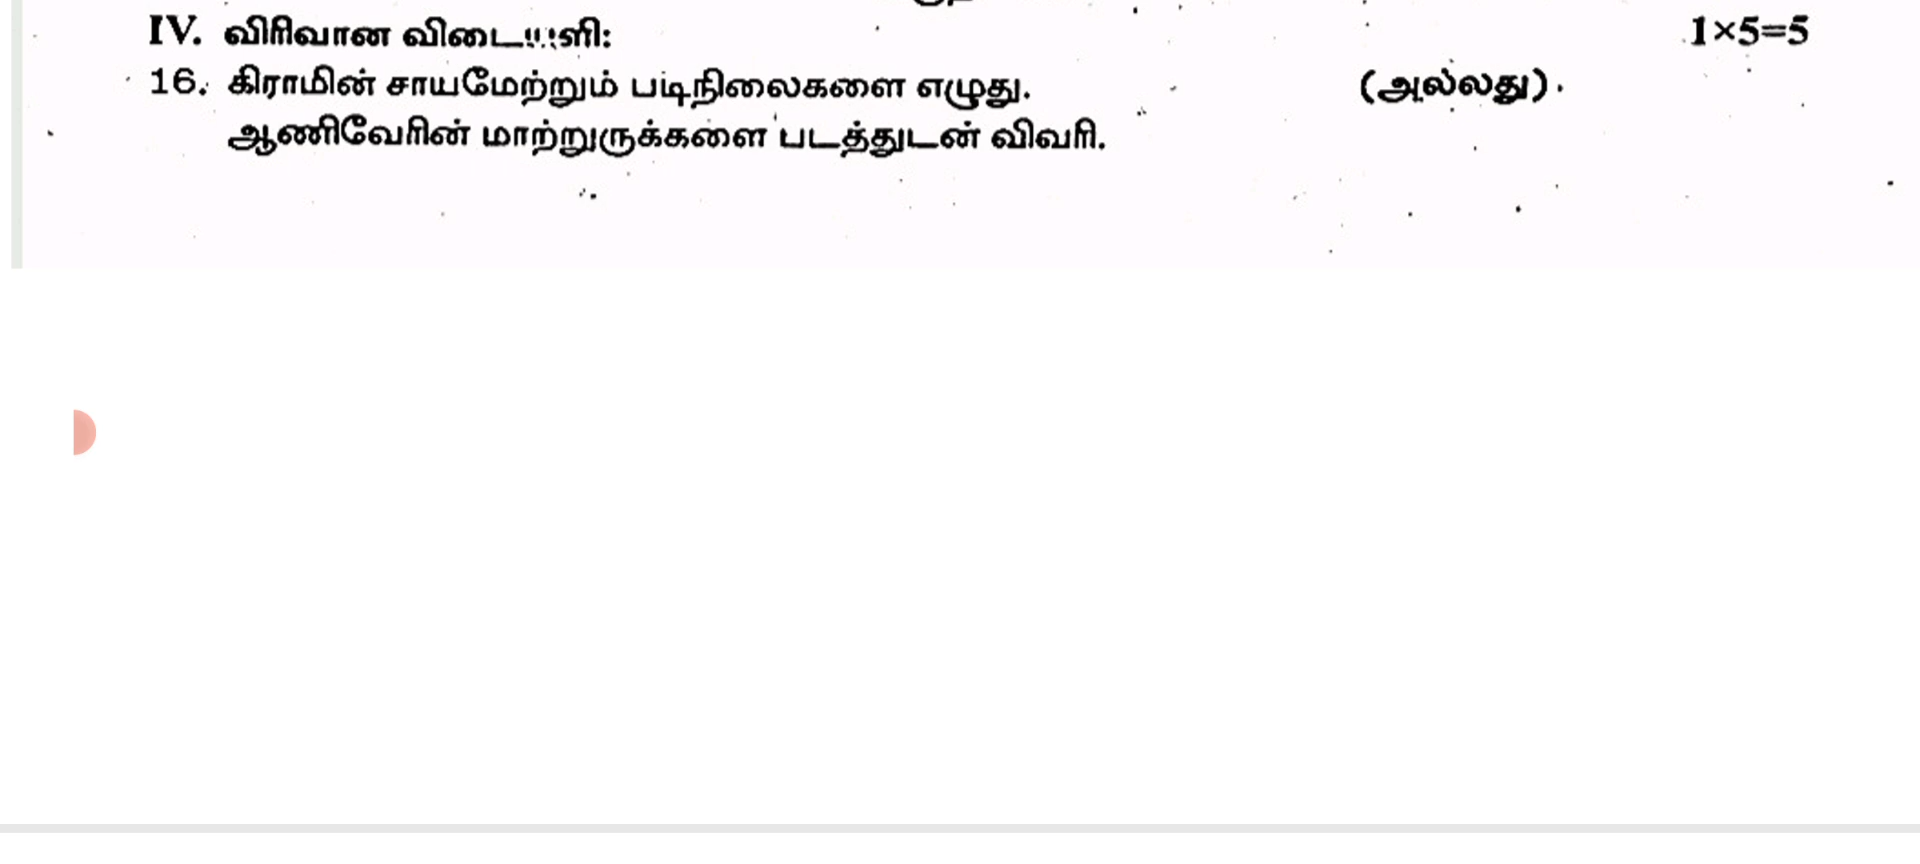 IV. விரிவான விடையளி: 1×5=5
16. கிராமின் சாயமேற்றும் படிநிலைகளை எழுது. (அல்லது).
ஆணிவேரின் மாற்றுருக்களை படத்துடன் விவரி.